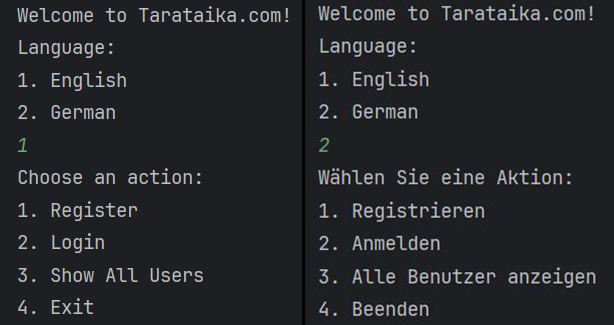 Welcome to Tarataika.com!
Language:
1. English
2. German
1
Choose an action:
1. Register
2. Login
3. Show All Users
4. Exit
Welcome to Tarataika.com!
Language:
1. English
2. German
2
Wählen Sie eine Aktion:
1. Registrieren
2. Anmelden
3. Alle Benutzer anzeigen
4. Beenden